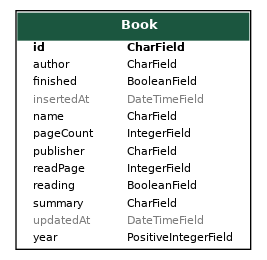 Book
id CharField
author CharField
finished BooleanField
insertedAt DateTimeField
name CharField
pageCount IntegerField
publisher CharField
readPage IntegerField
reading BooleanField
summary CharField
updatedAt DateTimeField
year PositiveIntegerField